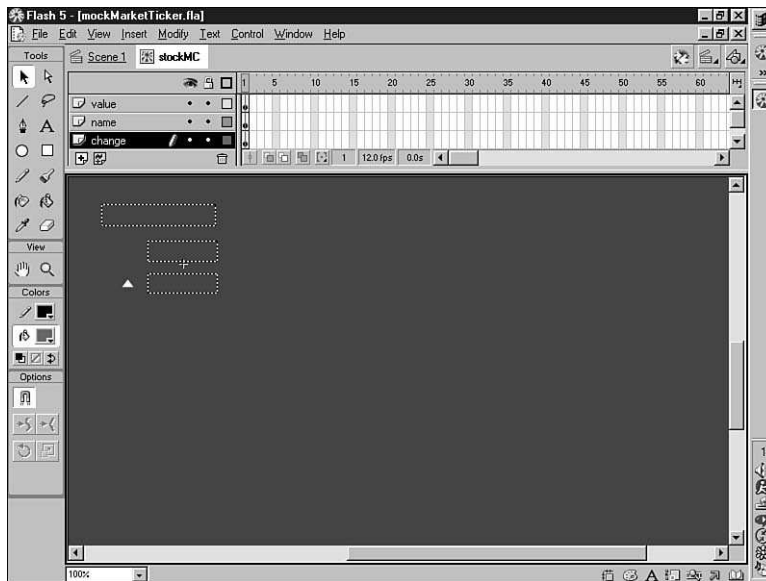 Flash 5 - [mockMarketTicker.fla]
File Edit View Insert Modify Text Control Window Help
Tools
Scene 1 stockMC
1 5 10 15 20 25 30 35 40 45 50 55 60
value
name
change
1 12.0 fps 0.0s
A
View
Colors
Options
100%
A